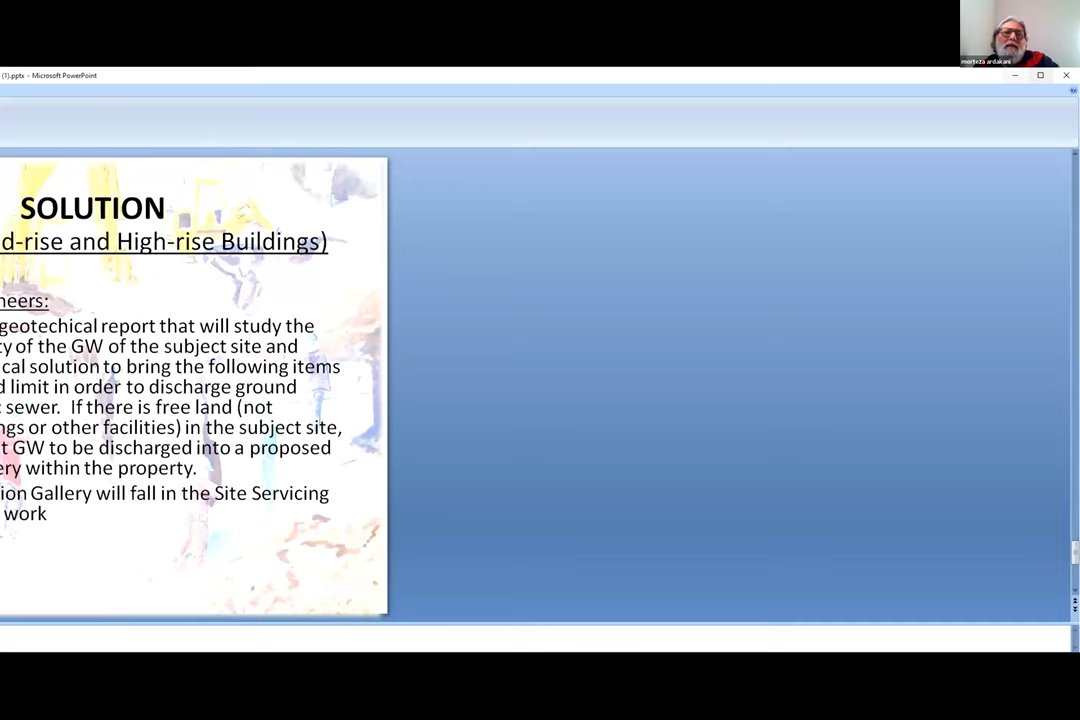 morteza ardakani
(1).pptx - Microsoft PowerPoint
SOLUTION
d-rise and High-rise Buildings)
neers:
geotechical report that will study the
ty of the GW of the subject site and
ical solution to bring the following items
d limit in order to discharge ground
c sewer. If there is free land (not
ngs or other facilities) in the subject site,
t GW to be discharged into a proposed
ery within the property.
ion Gallery will fall in the Site Servicing
work